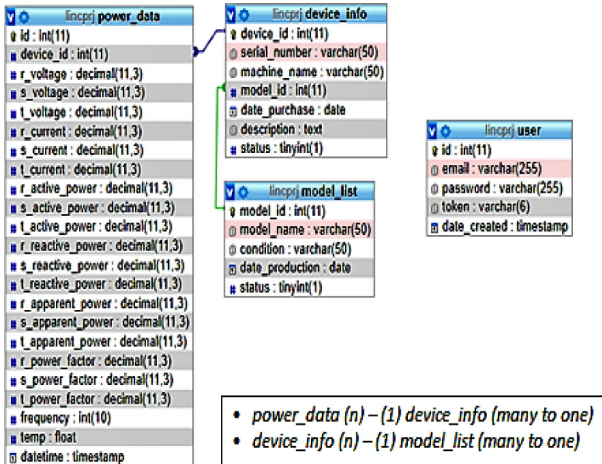 lincprj power_data
id : int(11)
device_id : int(11)
r_voltage : decimal(11,3)
s_voltage : decimal(11,3)
t_voltage : decimal(11,3)
r_current : decimal(11,3)
s_current : decimal(11,3)
t_current : decimal(11,3)
r_active_power : decimal(11,3)
s_active_power : decimal(11,3)
t_active_power : decimal(11,3)
r_reactive_power : decimal(11,3)
s_reactive_power : decimal(11,3)
t_reactive_power : decimal(11,3)
r_apparent_power : decimal(11,3)
s_apparent_power : decimal(11,3)
t_apparent_power : decimal(11,3)
r_power_factor : decimal(11,3)
s_power_factor : decimal(11,3)
t_power_factor : decimal(11,3)
frequency : int(10)
temp : float
datetime : timestamp
lincprj device_info
device_id : int(11)
serial_number : varchar(50)
machine_name : varchar(50)
model_id : int(11)
date_purchase : date
description : text
status : tinyint(1)
lincprj model_list
model_id : int(11)
model_name : varchar(50)
condition : varchar(50)
date_production : date
status : tinyint(1)
lincprj user
id : int(11)
email : varchar(255)
password : varchar(255)
token : varchar(6)
date_created : timestamp
• power_data (n) – (1) device_info (many to one)
• device_info (n) – (1) model_list (many to one)